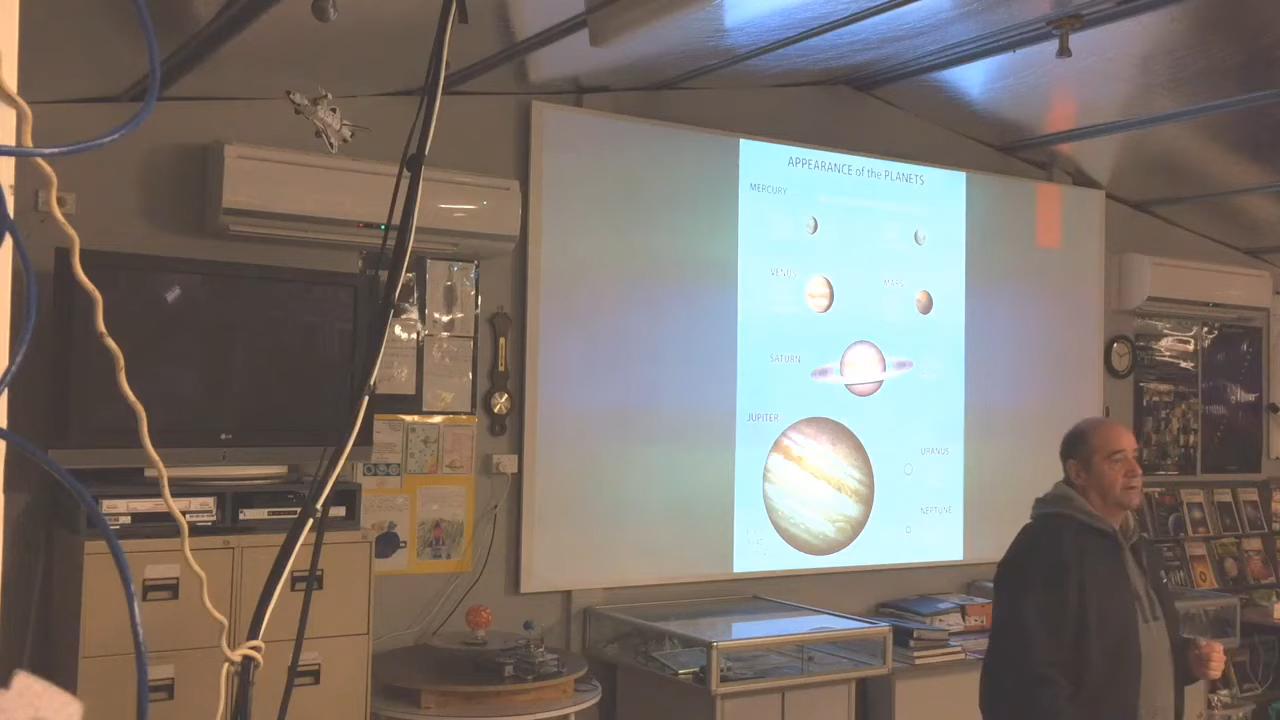 APPEARANCE of the PLANETS
MERCURY
VENUS
MARS
SATURN
JUPITER
URANUS
NEPTUNE
LG